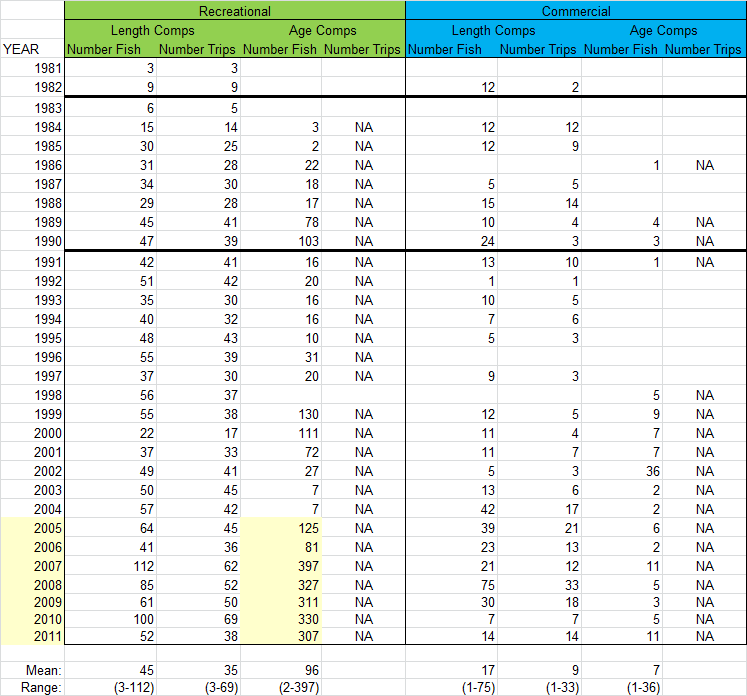 Recreational Commercial
Length Comps Age Comps Length Comps Age Comps
YEAR Number Fish Number Trips Number Fish Number Trips Number Fish Number Trips Number Fish Number Trips
1981 3 3
1982 9 9 12 2
1983 6 5
1984 15 14 3 NA 12 12
1985 30 25 2 NA 12 9
1986 31 28 22 NA 1 NA
1987 34 30 18 NA 5 5
1988 29 28 17 NA 15 14
1989 45 41 78 NA 10 4 4 NA
1990 47 39 103 NA 24 3 3 NA
1991 42 41 16 NA 13 10 1 NA
1992 51 42 20 NA 1 1
1993 35 30 16 NA 10 5
1994 40 32 16 NA 7 6
1995 48 43 10 NA 5 3
1996 55 39 31 NA
1997 37 30 20 NA 9 3
1998 56 37 5 NA
1999 55 38 130 NA 12 5 9 NA
2000 22 17 111 NA 11 4 7 NA
2001 37 33 72 NA 11 7 7 NA
2002 49 41 27 NA 5 3 36 NA
2003 50 45 7 NA 13 6 2 NA
2004 57 42 7 NA 42 17 2 NA
2005 64 45 125 NA 39 21 6 NA
2006 41 36 81 NA 23 13 2 NA
2007 112 62 397 NA 21 12 11 NA
2008 85 52 327 NA 75 33 5 NA
2009 61 50 311 NA 30 18 3 NA
2010 100 69 330 NA 7 7 5 NA
2011 52 38 307 NA 14 14 11 NA
Mean: 45 35 96 17 9 7
Range: (3-112) (3-69) (2-397) (1-75) (1-33) (1-36)